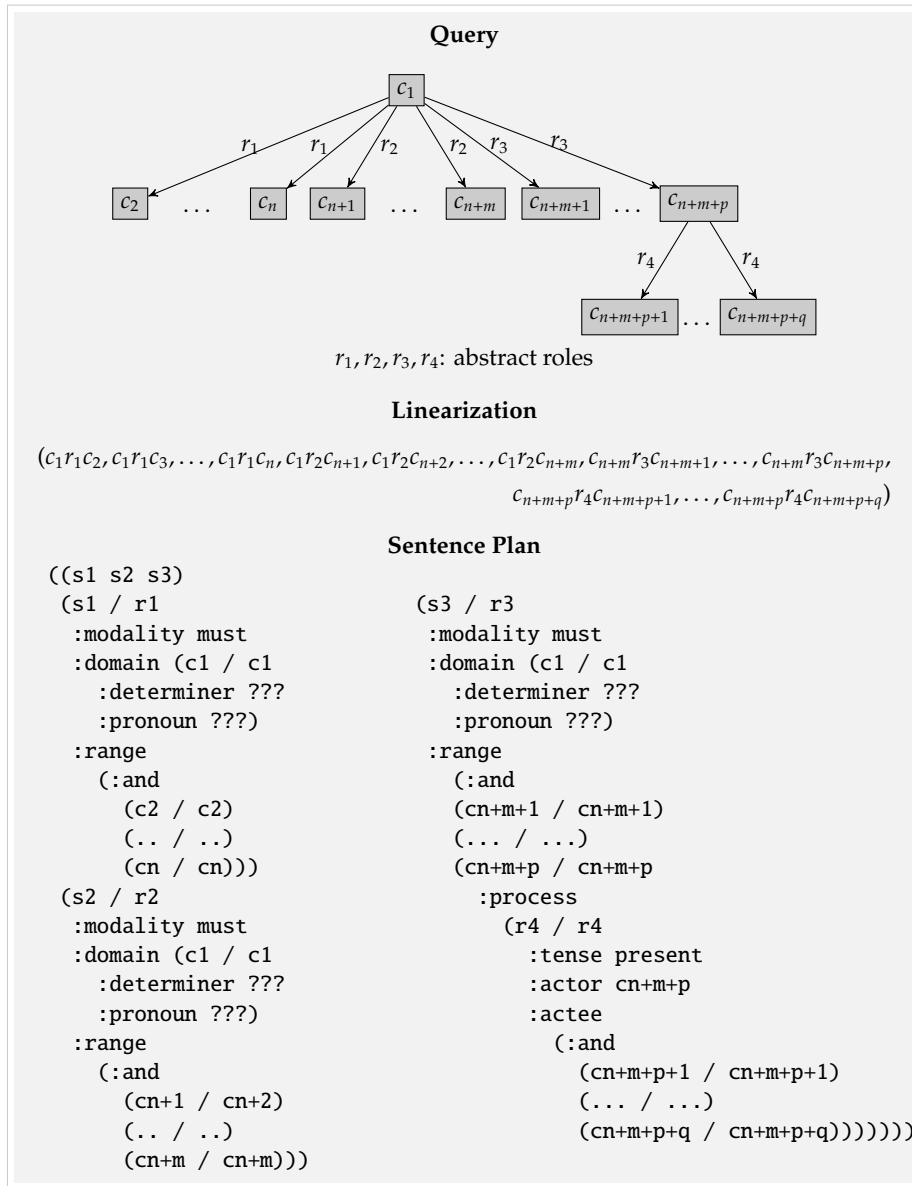 Query
c₁
r₁ r₁ r₂ r₂ r₃ r₃
c₂ ... cₙ cₙ₊₁ ... cₙ₊ₘ cₙ₊ₘ₊₁ ... cₙ₊ₘ₊ₚ
r₄ r₄
cₙ₊ₘ₊ₚ₊₁ ... cₙ₊ₘ₊ₚ₊q
r₁, r₂, r₃, r₄: abstract roles
Linearization
(c₁r₁c₂, c₁r₁c₃, . . . , c₁r₁cₙ, c₁r₂cₙ₊₁, c₁r₂cₙ₊₂, . . . , c₁r₂cₙ₊ₘ, cₙ₊ₘr₃cₙ₊ₘ₊₁, . . . , cₙ₊ₘr₃cₙ₊ₘ₊ₚ,
cₙ₊ₘ₊ₚr₄cₙ₊ₘ₊ₚ₊₁, . . . , cₙ₊ₘ₊ₚr₄cₙ₊ₘ₊ₚ₊q)
Sentence Plan
((s1 s2 s3)
(s1 / r1
:modality must
:domain (c1 / c1
:determiner ???
:pronoun ???)
:range
(:and
(c2 / c2)
(.. / ..)
(cn / cn)))
(s2 / r2
:modality must
:domain (c1 / c1
:determiner ???
:pronoun ???)
:range
(:and
(cn+1 / cn+2)
(.. / ..)
(cn+m / cn+m)))
(s3 / r3
:modality must
:domain (c1 / c1
:determiner ???
:pronoun ???)
:range
(:and
(cn+m+1 / cn+m+1)
(... / ...)
(cn+m+p / cn+m+p
:process
(r4 / r4
:tense present
:actor cn+m+p
:actee
(:and
(cn+m+p+1 / cn+m+p+1)
(... / ...)
(cn+m+p+q / cn+m+p+q)))))))